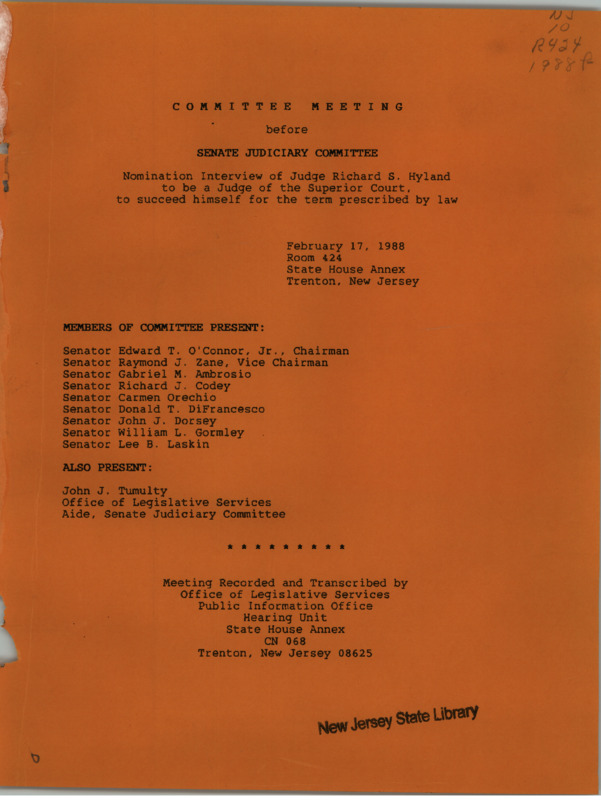 NJ
10
R424
1988f
COMMITTEE MEETING
before
SENATE JUDICIARY COMMITTEE
Nomination Interview of Judge Richard S. Hyland
to be a Judge of the Superior Court,
to succeed himself for the term prescribed by law
February 17, 1988
Room 424
State House Annex
Trenton, New Jersey
MEMBERS OF COMMITTEE PRESENT:
Senator Edward T. O'Connor, Jr., Chairman
Senator Raymond J. Zane, Vice Chairman
Senator Gabriel M. Ambrosio
Senator Richard J. Codey
Senator Carmen Orechio
Senator Donald T. DiFrancesco
Senator John J. Dorsey
Senator William L. Gormley
Senator Lee B. Laskin
ALSO PRESENT:
John J. Tumulty
Office of Legislative Services
Aide, Senate Judiciary Committee
* * * * * * * * *
Meeting Recorded and Transcribed by
Office of Legislative Services
Public Information Office
Hearing Unit
State House Annex
CN 068
Trenton, New Jersey 08625
New Jersey State Library